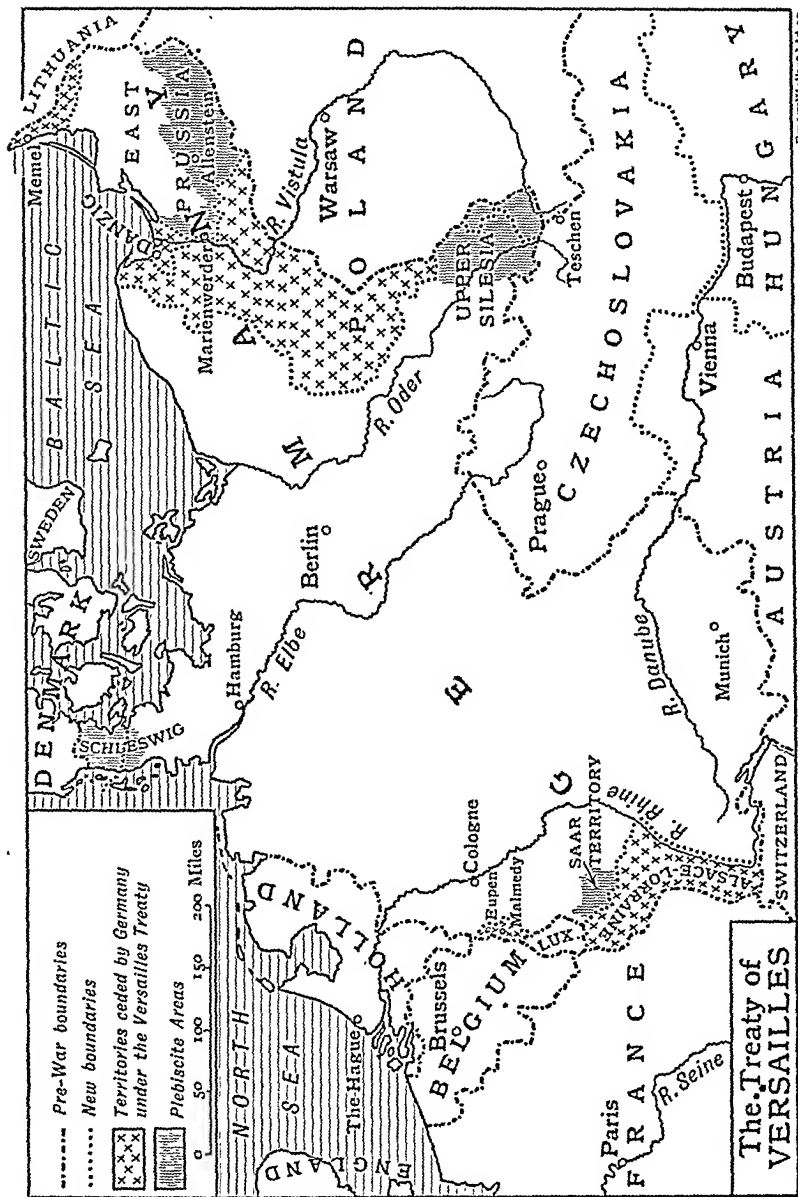 Pre-War boundaries
New boundaries
Territories ceded by Germany
under the Versailles Treaty
Plebiscite Areas
0 50 100 150 200 Miles
DENMARK
SWEDEN
BALTIC
SEA
Memel
LITHUANIA
SCHLESWIG
DANZIG
EAST
PRUSSIA
Allenstein
Marienwerder
NORTH
SEA
ENGLAND
HOLLAND
The Hague
Hamburg
R. Elbe
Berlin
R. Vistula
Warsaw
POLAND
GERMANY
R. Oder
UPPER
SILESIA
Brussels
BELGIUM
Eupen
Malmedy
Cologne
LUX
SAAR
TERRITORY
R. Rhine
ALSACE-LORRAINE
Prague
Teschen
CZECHOSLOVAKIA
Paris
FRANCE
R. Seine
R. Danube
Munich
Vienna
Budapest
SWITZERLAND
AUSTRIA
HUNGARY
The Treaty of
VERSAILLES